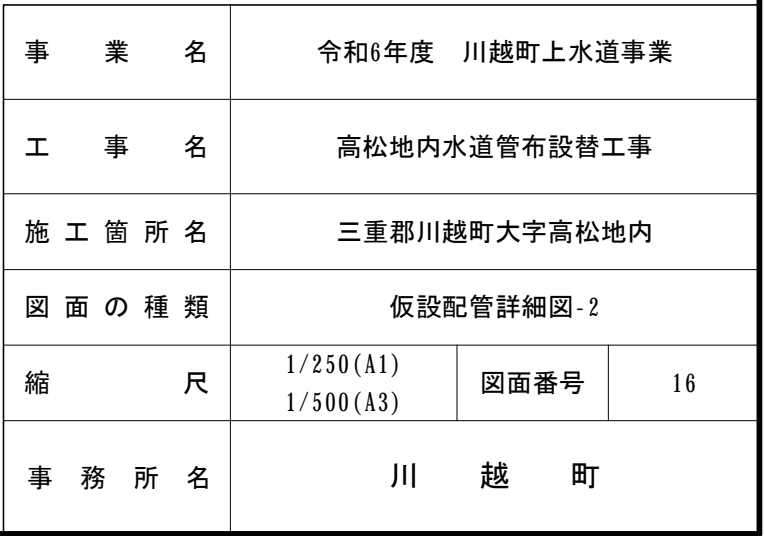 事業名 令和6年度 川越町上水道事業
工事名 高松地内水道管布設替工事
施工箇所名 三重郡川越町大字高松地内
図面の種類 仮設配管詳細図-2
縮尺 1/250(A1)
1/500(A3) 図面番号 16
事務所名 川越町